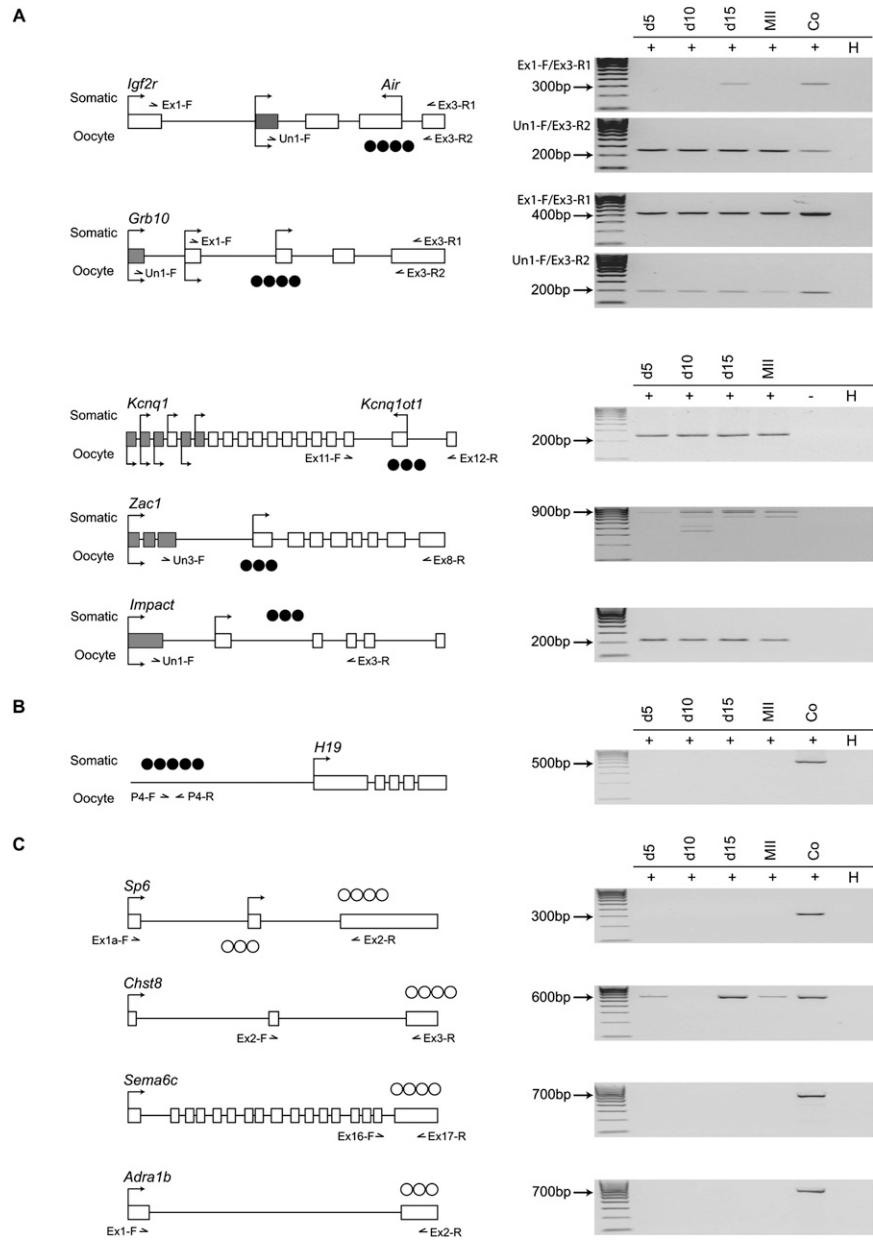 A
d5 d10 d15 MII Co
+ + + + + H
Igf2r Air
Somatic
Oocyte
Ex1-F
Un1-F
Ex3-R1
Ex3-R2
Ex1-F/Ex3-R1
300bp
Un1-F/Ex3-R2
200bp
Grb10
Somatic
Oocyte
Ex1-F
Un1-F
Ex3-R1
Ex3-R2
Ex1-F/Ex3-R1
400bp
Un1-F/Ex3-R2
200bp
d5 d10 d15 MII
+ + + + - H
Kcnq1 Kcnq1ot1
Somatic
Oocyte
Ex11-F
Ex12-R
200bp
Zac1
Somatic
Oocyte
Un3-F
Ex8-R
900bp
Impact
Somatic
Oocyte
Un1-F
Ex3-R
200bp
B
d5 d10 d15 MII Co
+ + + + + H
H19
Somatic
Oocyte
P4-F P4-R
500bp
C
d5 d10 d15 MII Co
+ + + + + H
Sp6
Ex1a-F
Ex2-R
300bp
Chst8
Ex2-F
Ex3-R
600bp
Sema6c
Ex16-F
Ex17-R
700bp
Adra1b
Ex1-F
Ex2-R
700bp